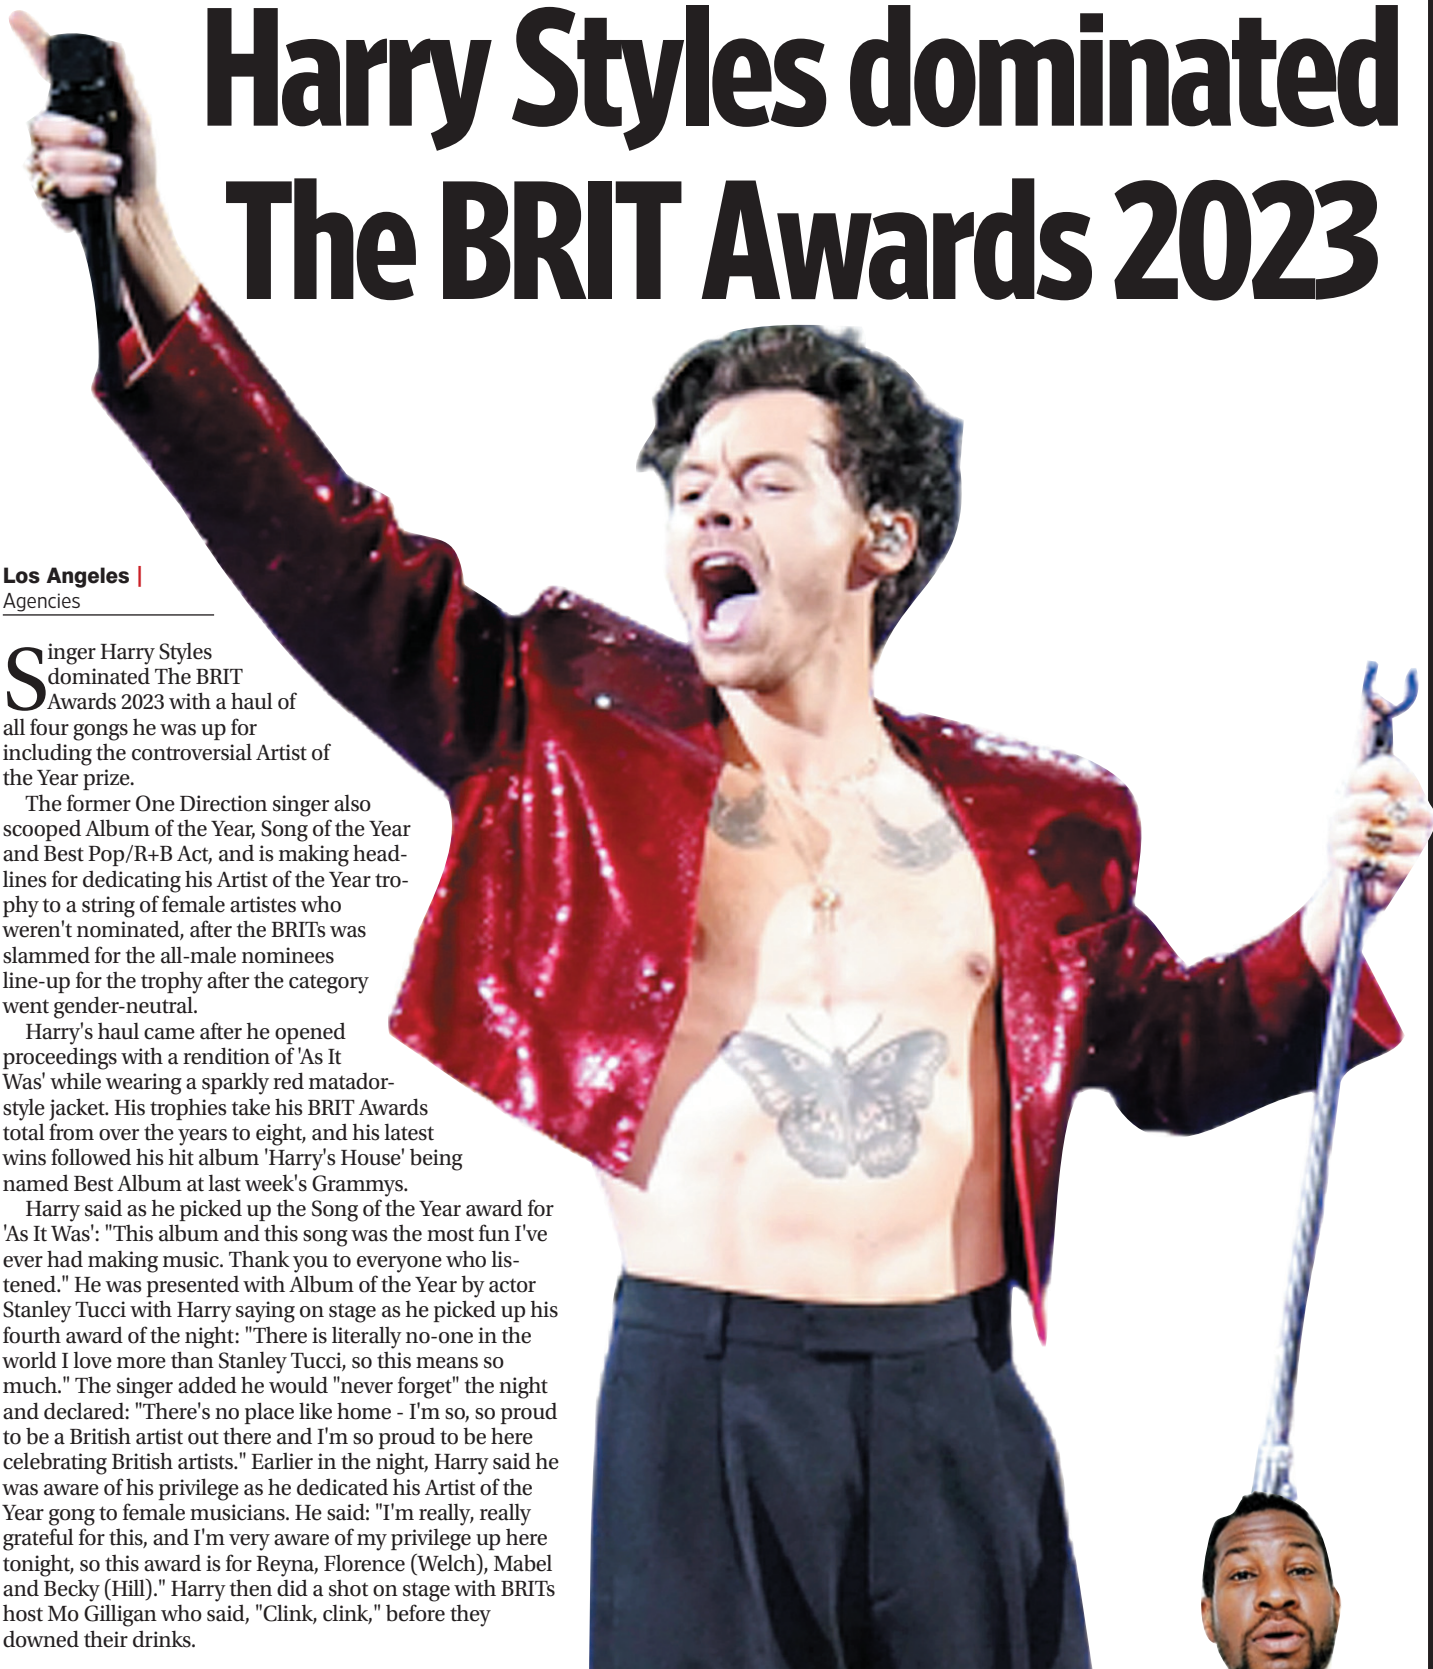 Harry Styles dominated
The BRIT Awards 2023
Los Angeles |
Agencies
Singer Harry Styles
dominated The BRIT
Awards 2023 with a haul of
all four gongs he was up for
including the controversial Artist of
the Year prize.
The former One Direction singer also
scooped Album of the Year, Song of the Year
and Best Pop/R+B Act, and is making head-
lines for dedicating his Artist of the Year tro-
phy to a string of female artistes who
weren't nominated, after the BRITs was
slammed for the all-male nominees
line-up for the trophy after the category
went gender-neutral.
Harry's haul came after he opened
proceedings with a rendition of 'As It
Was' while wearing a sparkly red matador-
style jacket. His trophies take his BRIT Awards
total from over the years to eight, and his latest
wins followed his hit album 'Harry's House' being
named Best Album at last week's Grammys.
Harry said as he picked up the Song of the Year award for
'As It Was': "This album and this song was the most fun I've
ever had making music. Thank you to everyone who lis-
tened." He was presented with Album of the Year by actor
Stanley Tucci with Harry saying on stage as he picked up his
fourth award of the night: "There is literally no-one in the
world I love more than Stanley Tucci, so this means so
much." The singer added he would "never forget" the night
and declared: "There's no place like home - I'm so, so proud
to be a British artist out there and I'm so proud to be here
celebrating British artists." Earlier in the night, Harry said he
was aware of his privilege as he dedicated his Artist of the
Year gong to female musicians. He said: "I'm really, really
grateful for this, and I'm very aware of my privilege up here
tonight, so this award is for Reyna, Florence (Welch), Mabel
and Becky (Hill)." Harry then did a shot on stage with BRITs
host Mo Gilligan who said, "Clink, clink," before they
downed their drinks.